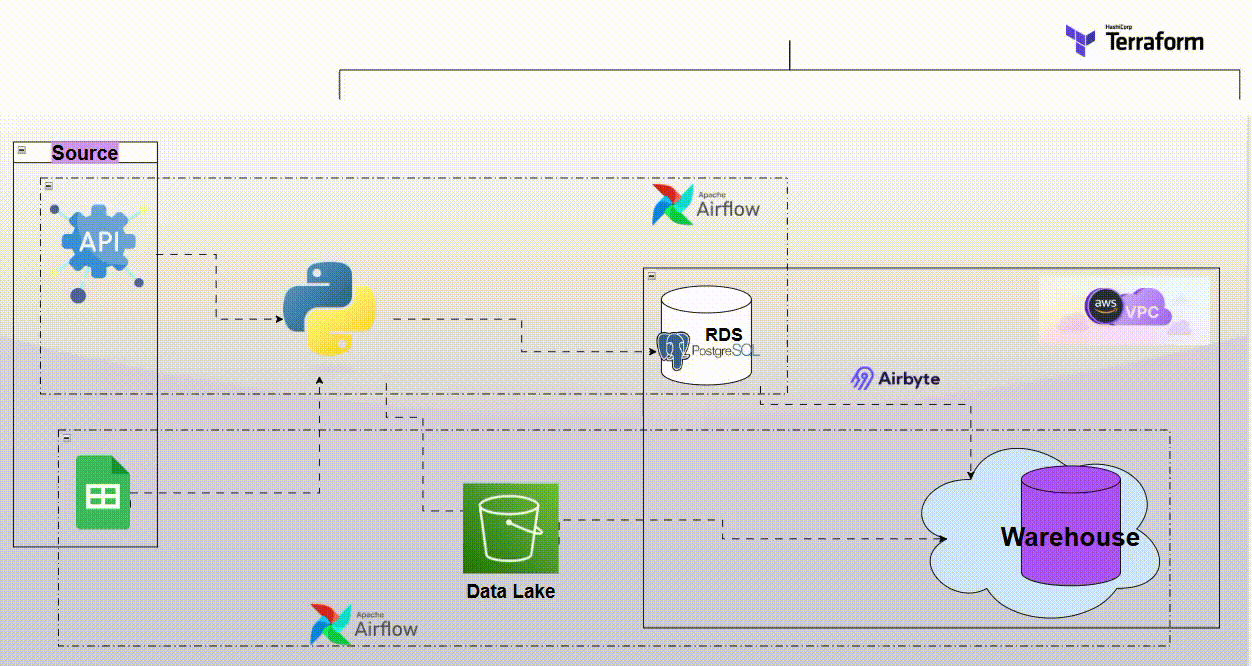 HashiCorp
Terraform
Source
API
Apache
Airflow
aws
VPC
RDS
PostgreSQL
Airbyte
Warehouse
Data Lake
Apache
Airflow